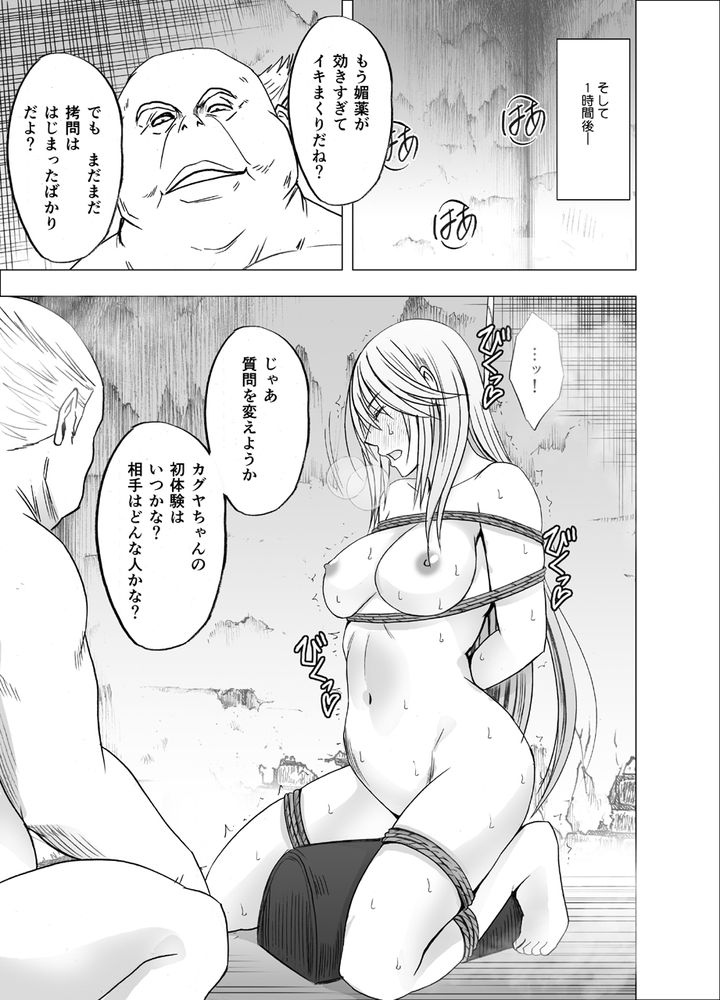 そして
1時間後―
はあ
はあ
はあ
もう媚薬が
効きすぎて
イキまくりだね？
でも まだまだ
拷問は
はじまったばかり
だよ？
…ッ！
びくっ♡
じゃあ
質問を変えようか
カグヤちゃんの
初体験は
いつかな？
相手はどんな人かな？
びくっ♡
びくっ♡